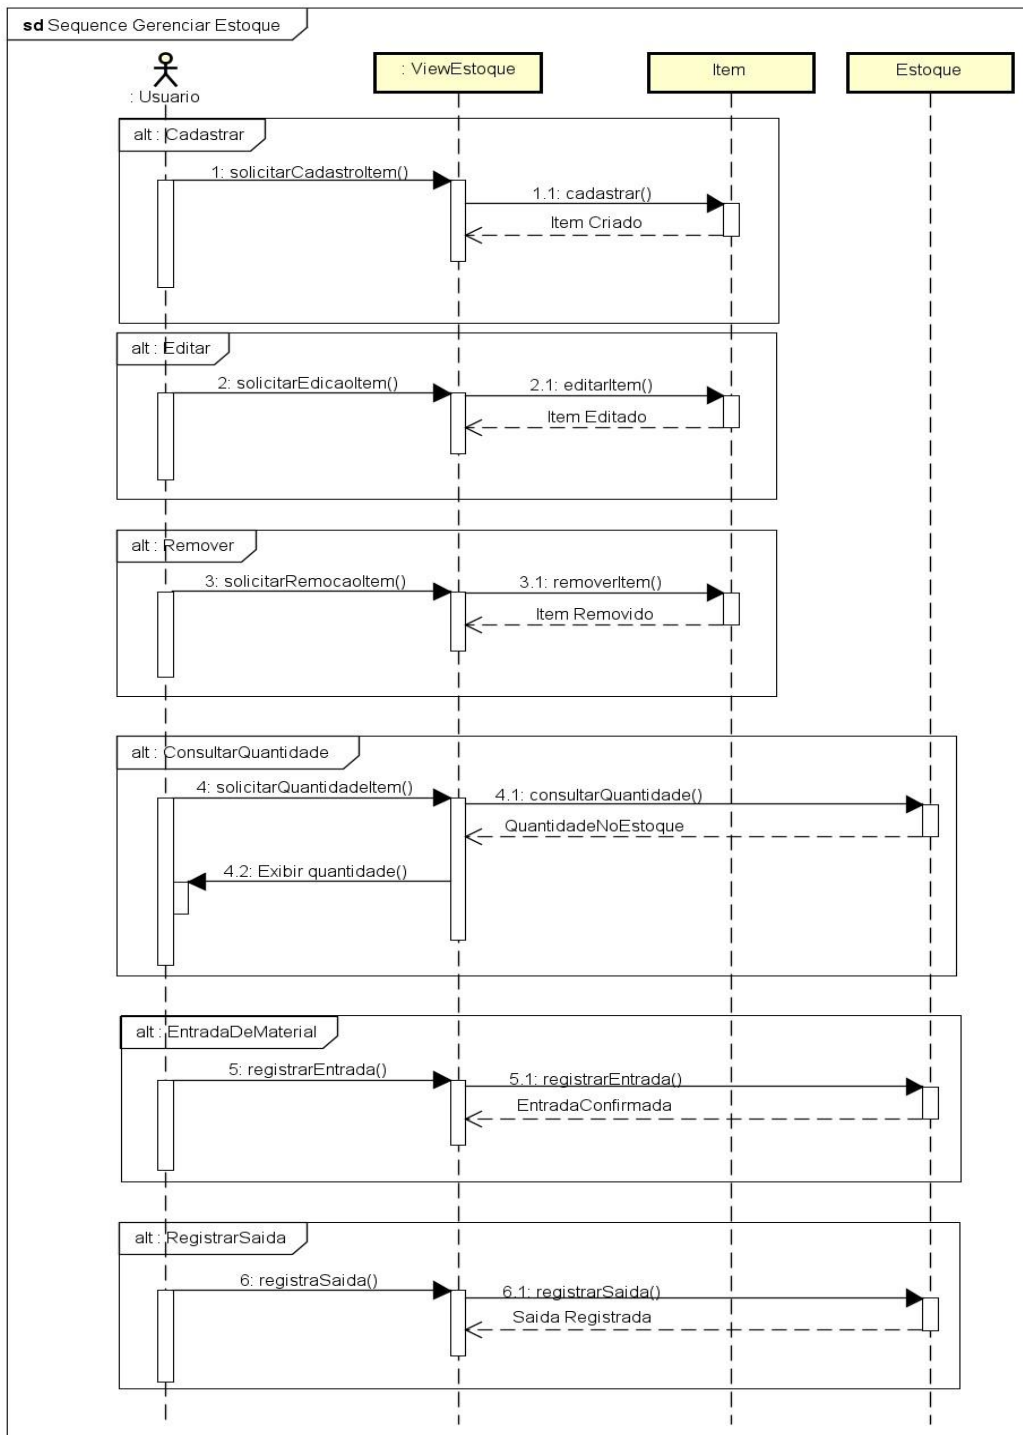 sd Sequence Gerenciar Estoque
: Usuario
: ViewEstoque
Item
Estoque
alt : Cadastrar
1: solicitarCadastroItem()
1.1: cadastrar()
Item Criado
alt : Editar
2: solicitarEdicaoItem()
2.1: editarItem()
Item Editado
alt : Remover
3: solicitarRemocaoItem()
3.1: removerItem()
Item Removido
alt : ConsultarQuantidade
4: solicitarQuantidadeItem()
4.1: consultarQuantidade()
QuantidadeNoEstoque
4.2: Exibir quantidade()
alt : EntradaDeMaterial
5: registrarEntrada()
5.1: registrarEntrada()
EntradaConfirmada
alt : RegistrarSaida
6: registraSaida()
6.1: registrarSaida()
Saida Registrada